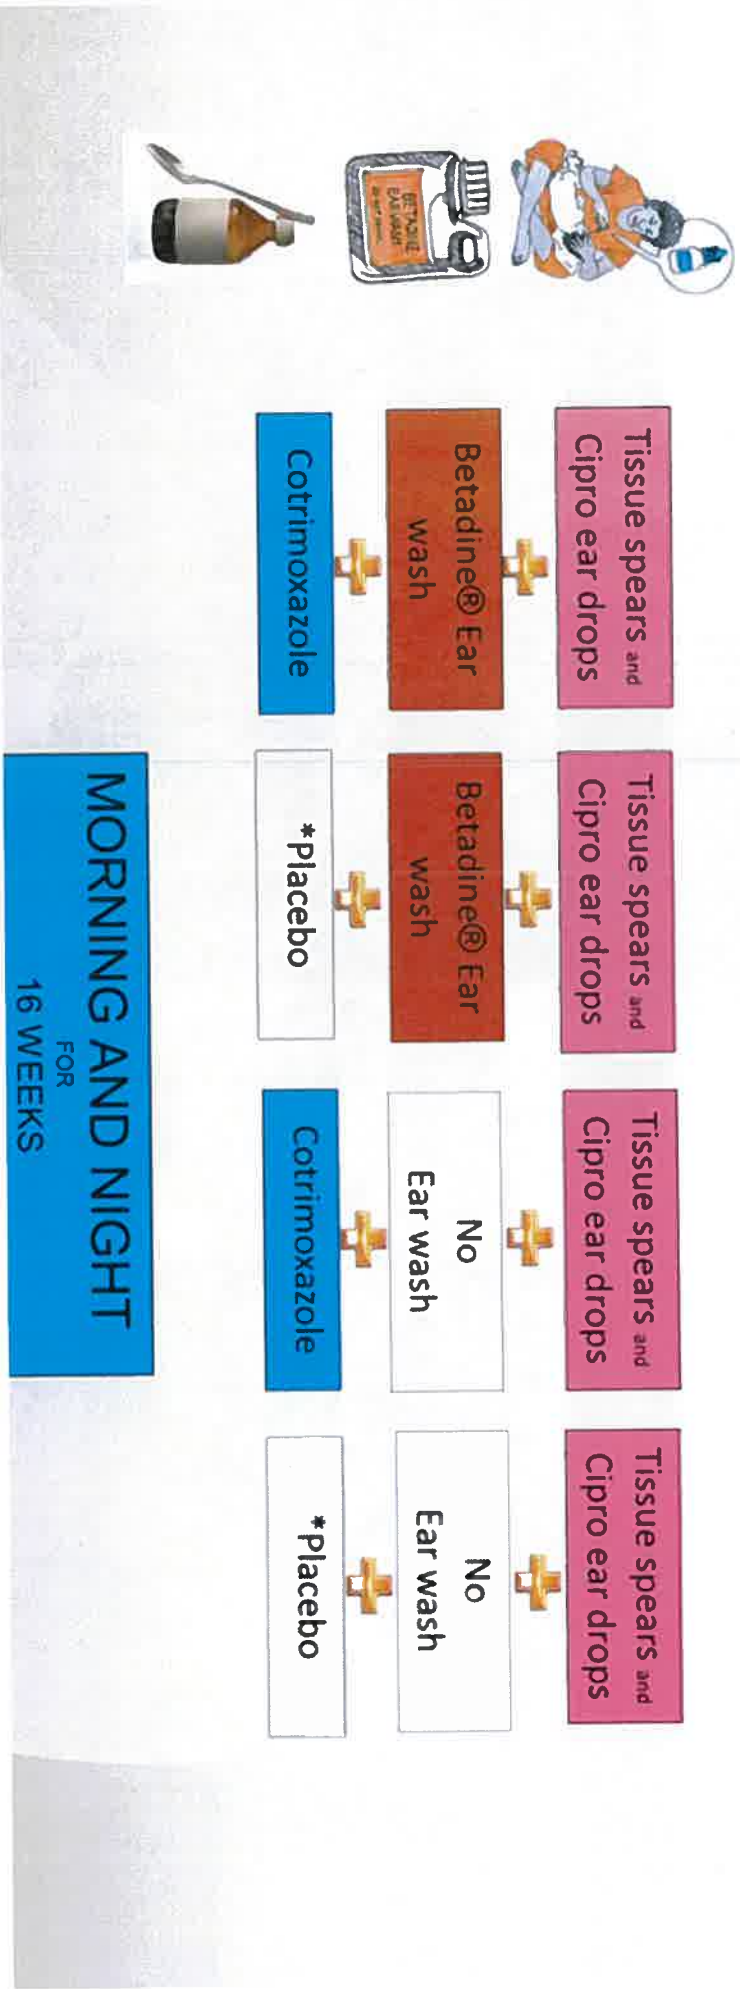 Tissue spears and
Cipro ear drops
Tissue spears and
Cipro ear drops
Tissue spears and
Cipro ear drops
Tissue spears and
Cipro ear drops
BETADINE
EAR WASH
Betadine® Ear
wash
Betadine® Ear
wash
No
Ear wash
No
Ear wash
Cotrimoxazole
*Placebo
Cotrimoxazole
*Placebo
MORNING AND NIGHT
FOR
16 WEEKS